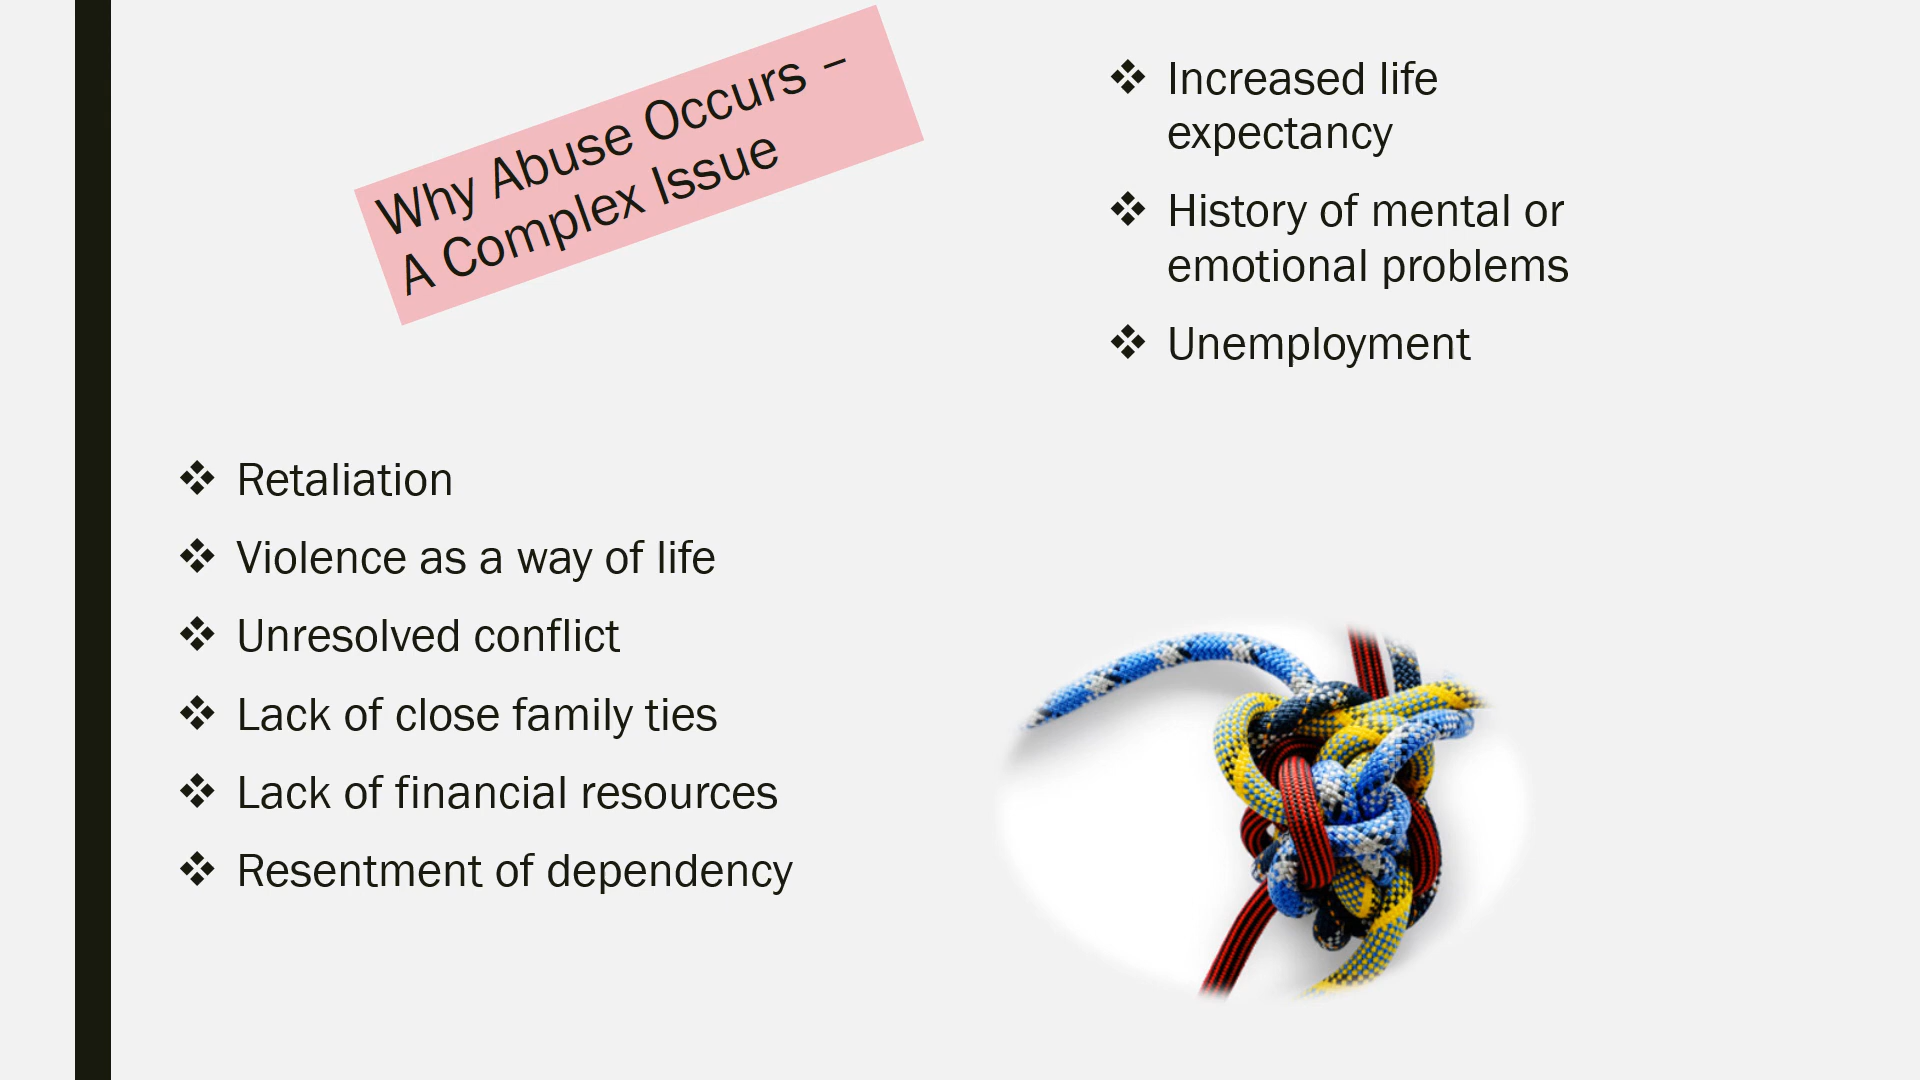 Why Abuse Occurs –
A Complex Issue
Retaliation
Violence as a way of life
Unresolved conflict
Lack of close family ties
Lack of financial resources
Resentment of dependency
Increased life
expectancy
History of mental or
emotional problems
Unemployment